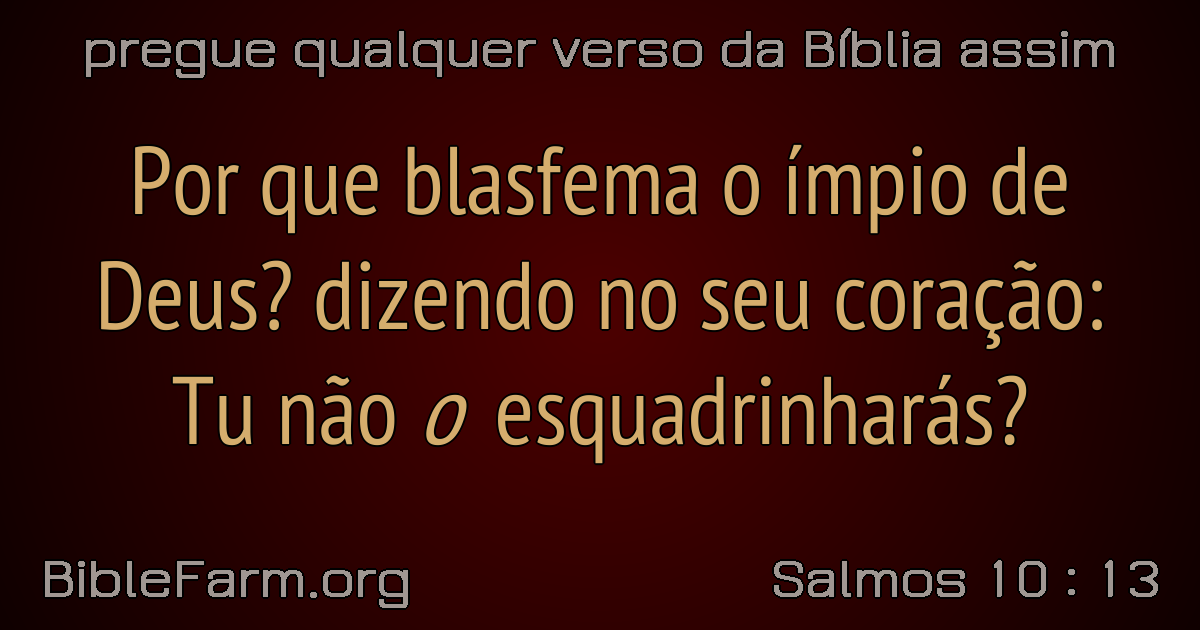 pregue qualquer verso da Bíblia assim
Por que blasfema o ímpio de
Deus? dizendo no seu coração:
Tu não o esquadrinharás?
BibleFarm.org
Salmos 10 : 13